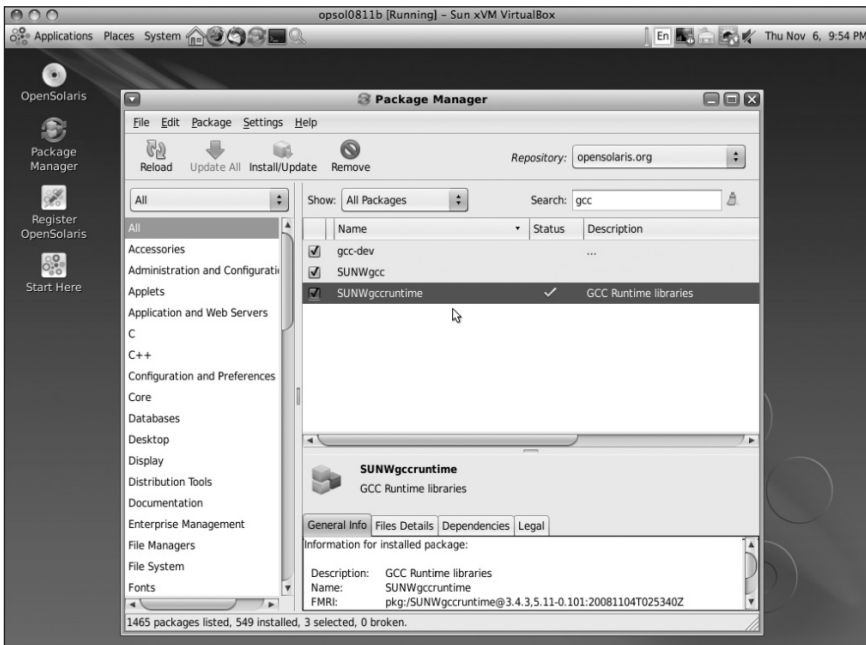 opsol0811b [Running] – Sun xVM VirtualBox
Applications Places System En Thu Nov 6, 9:54 PM
OpenSolaris
Package Manager
Register OpenSolaris
Start Here
Package Manager
File Edit Package Settings Help
Reload Update All Install/Update Remove
Repository: opensolaris.org
All
Show: All Packages
Search: gcc
All
Accessories
Administration and Configurati
Applets
Application and Web Servers
C
C++
Configuration and Preferences
Core
Databases
Desktop
Display
Distribution Tools
Documentation
Enterprise Management
File Managers
File System
Fonts
Name Status Description
gcc-dev ...
SUNWgcc
SUNWgccruntime GCC Runtime libraries
SUNWgccruntime
GCC Runtime libraries
General Info Files Details Dependencies Legal
Information for installed package:
Description: GCC Runtime libraries
Name: SUNWgccruntime
FMRI: pkg:/SUNWgccruntime@3.4.3,5.11-0.101:20081104T025340Z
1465 packages listed, 549 installed, 3 selected, 0 broken.